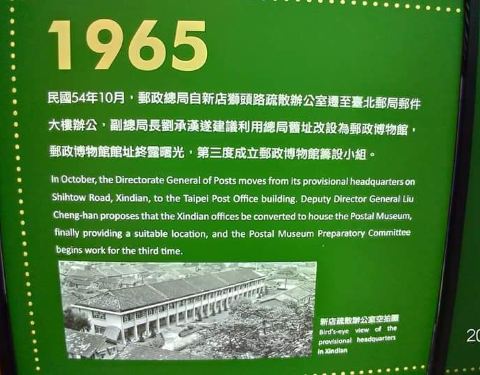 1965
民國54年10月，郵政總局自新店獅頭路疏散辦公室遷至臺北郵局郵件
大樓辦公，副總局長劉承漢遂建議利用總局舊址改設為郵政博物館，
郵政博物館館址終露曙光，第三度成立郵政博物館籌設小組。
In October, the Directorate General of Posts moves from its provisional headquarters on
Shihtow Road, Xindian, to the Taipei Post Office building. Deputy Director General Liu
Cheng-han proposes that the Xindian offices be converted to house the Postal Museum,
finally providing a suitable location, and the Postal Museum Preparatory Committee
begins work for the third time.
新店疏散辦公室空拍圖
Bird's-eye view of the
provisional headquarters
in Xindian
20